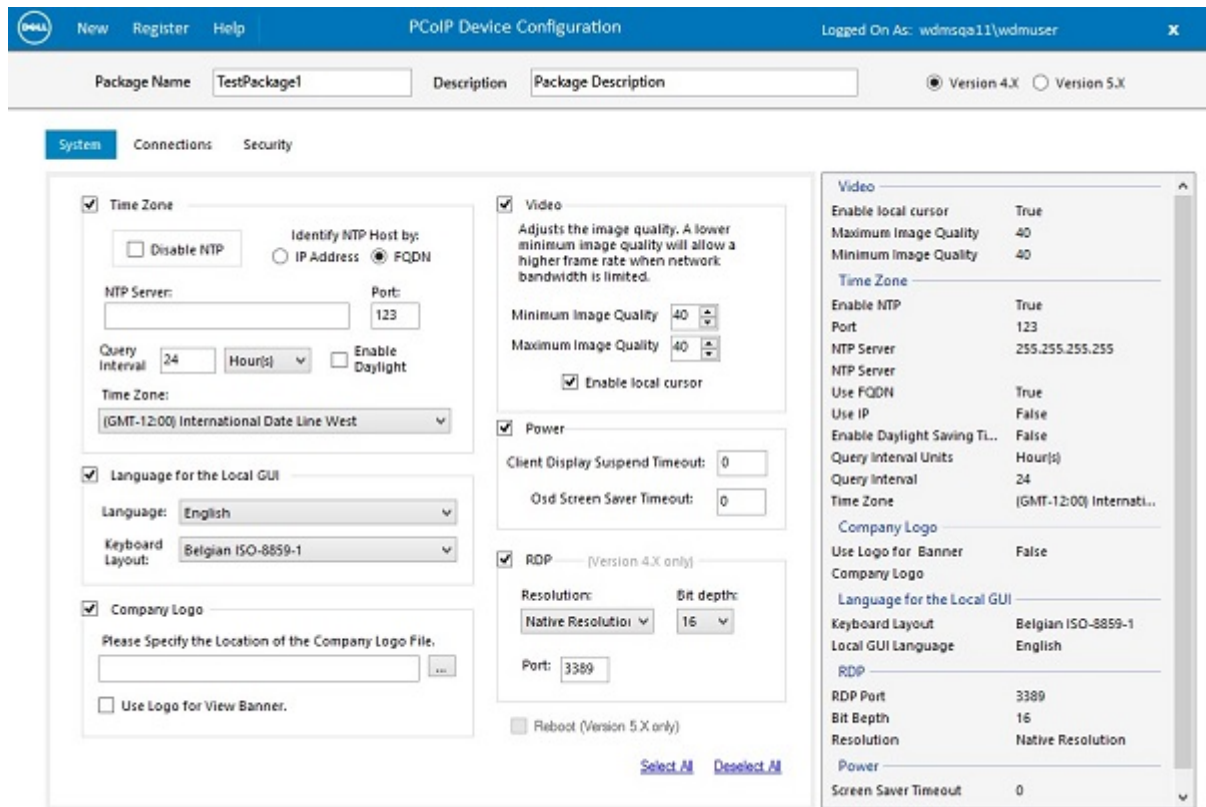 DELL New Register Help PCoIP Device Configuration Logged On As: wdmsqa11\wdmuser x
Package Name TestPackage1 Description Package Description Version 4.X Version 5.X
System Connections Security
Time Zone
Disable NTP
Identify NTP Host by:
IP Address FQDN
NTP Server: Port:
123
Query Interval 24 Hour(s) Enable Daylight
Time Zone:
(GMT-12:00) International Date Line West
Language for the Local GUI
Language: English
Keyboard Layout: Belgian ISO-8859-1
Company Logo
Please Specify the Location of the Company Logo File.
...
Use Logo for View Banner.
Video
Adjusts the image quality. A lower
minimum image quality will allow a
higher frame rate when network
bandwidth is limited.
Minimum Image Quality 40
Maximum Image Quality 40
Enable local cursor
Power
Client Display Suspend Timeout: 0
Osd Screen Saver Timeout: 0
RDP (Version 4.X only)
Resolution: Bit depth:
Native Resolution 16
Port: 3389
Reboot (Version 5.X only)
Select All Deselect All
Video
Enable local cursor True
Maximum Image Quality 40
Minimum Image Quality 40
Time Zone
Enable NTP True
Port 123
NTP Server 255.255.255.255
NTP Server
Use FQDN True
Use IP False
Enable Daylight Saving Ti... False
Query Interval Units Hour(s)
Query Interval 24
Time Zone (GMT-12:00) Internati...
Company Logo
Use Logo for Banner False
Company Logo
Language for the Local GUI
Keyboard Layout Belgian ISO-8859-1
Local GUI Language English
RDP
RDP Port 3389
Bit Bepth 16
Resolution Native Resolution
Power
Screen Saver Timeout 0